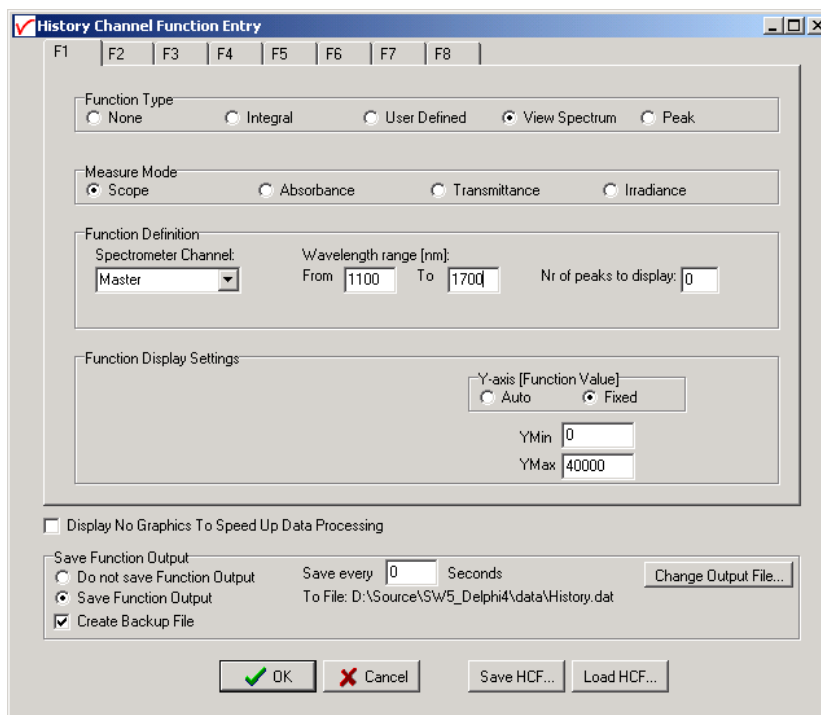 History Channel Function Entry
F1 F2 F3 F4 F5 F6 F7 F8
Function Type
None Integral User Defined View Spectrum Peak
Measure Mode
Scope Absorbance Transmittance Irradiance
Function Definition
Spectrometer Channel: Wavelength range [nm]:
Master From 1100 To 1700 Nr of peaks to display: 0
Function Display Settings
Y-axis [Function Value]
Auto Fixed
YMin 0
YMax 40000
Display No Graphics To Speed Up Data Processing
Save Function Output
Do not save Function Output Save every 0 Seconds Change Output File...
Save Function Output To File: D:\Source\SW5_Delphi4\data\History.dat
Create Backup File
OK Cancel Save HCF... Load HCF...